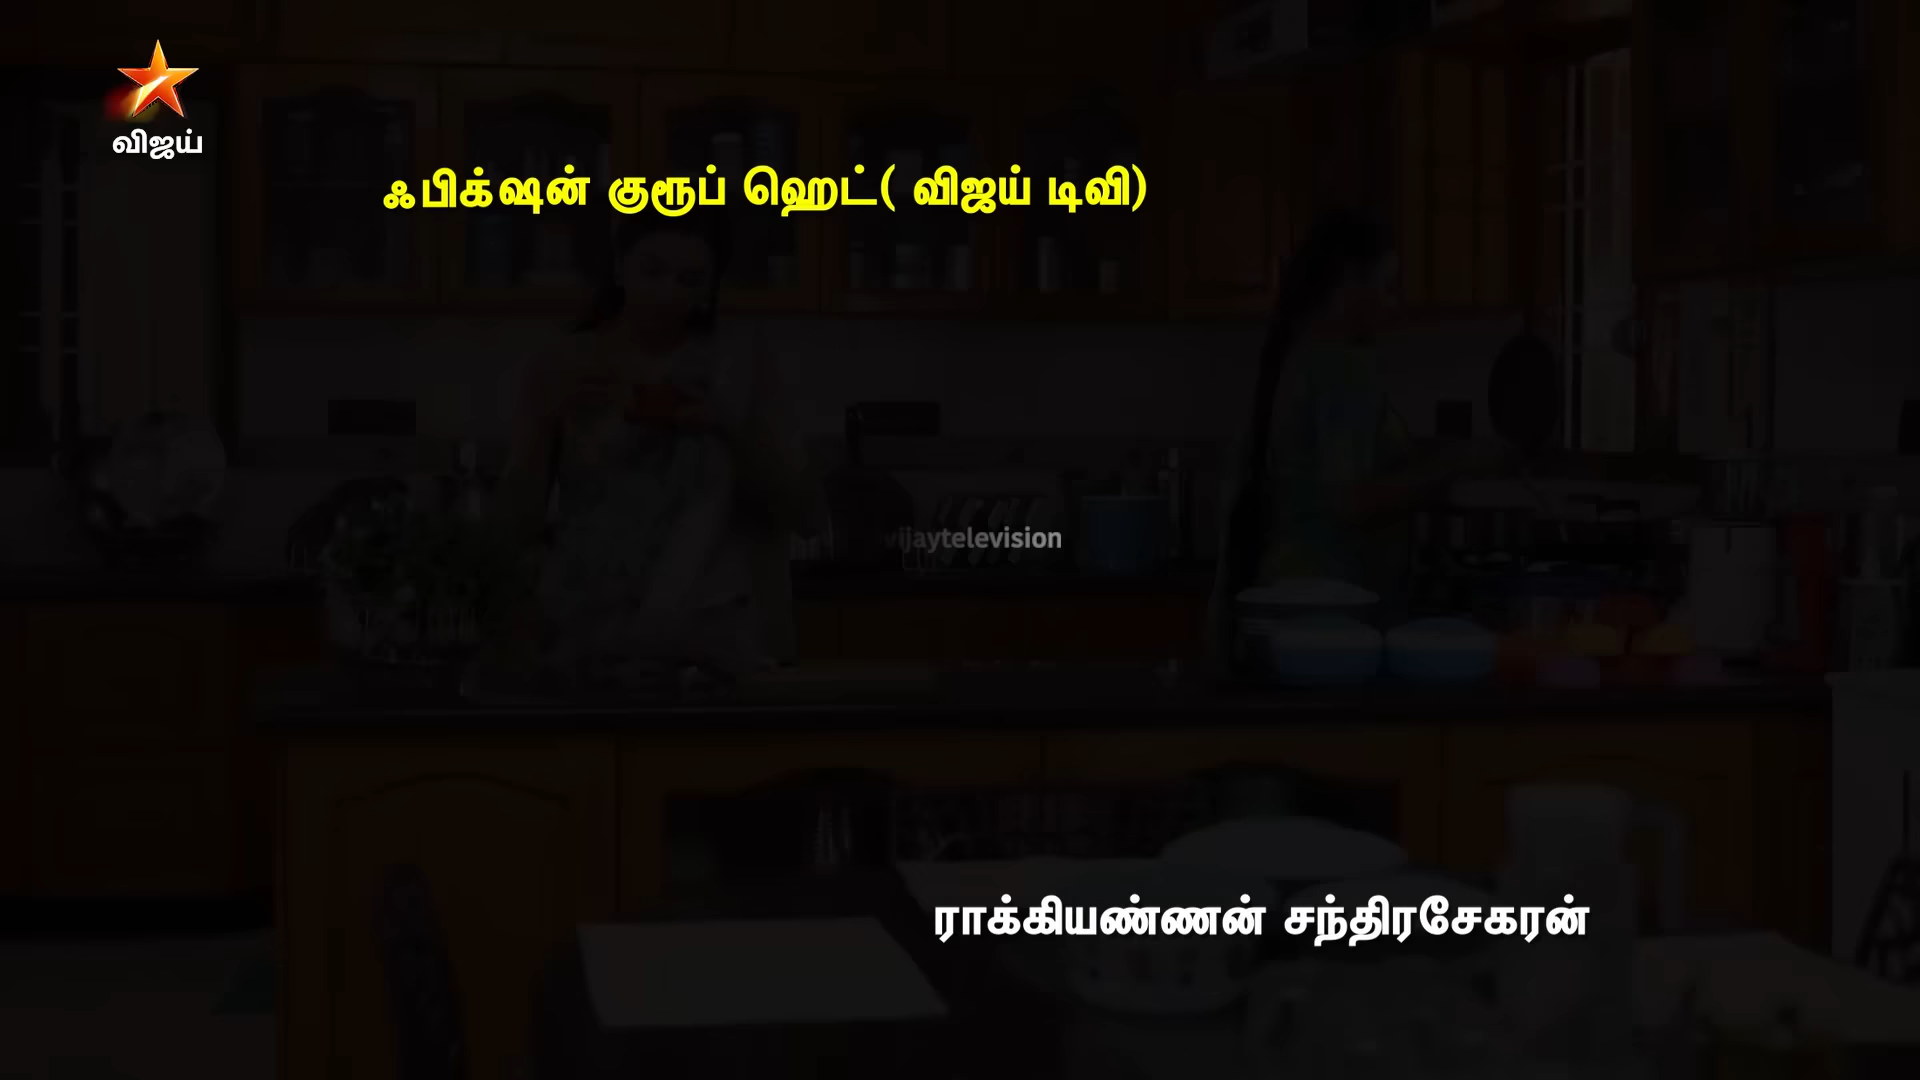 விஜய்
ஃபிக்ஷன் குரூப் ஹெட்( விஜய் டிவி)
vijaytelevision
ராக்கியண்ணன் சந்திரசேகரன்